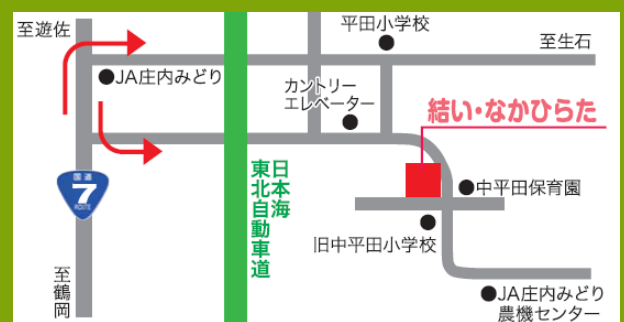 至遊佐
平田小学校
至生石
JA庄内みどり
カントリー
エレベーター
結い・なかひらた
国道
7
ROUTE
日本海
東北自動車道
中平田保育園
旧中平田小学校
至鶴岡
JA庄内みどり
農機センター